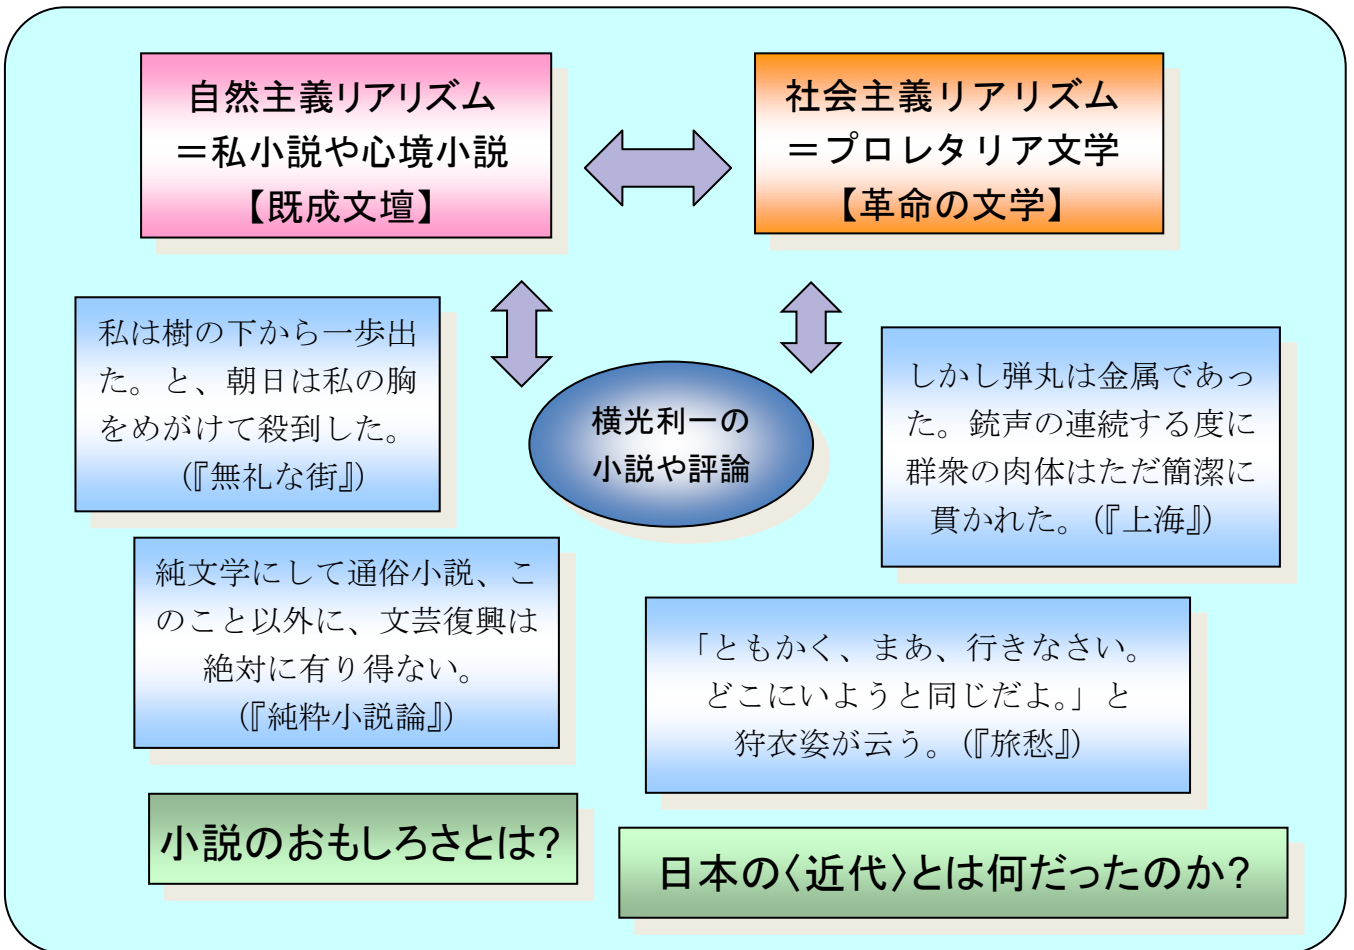 自然主義リアリズム
＝私小説や心境小説
【既成文壇】
社会主義リアリズム
＝プロレタリア文学
【革命の文学】
私は樹の下から一歩出
た。と、朝日は私の胸
をめがけて殺到した。
（『無礼な街』）
横光利一の
小説や評論
しかし弾丸は金属であっ
た。銃声の連続する度に
群衆の肉体はただ簡潔に
貫かれた。（『上海』）
純文学にして通俗小説、こ
のこと以外に、文芸復興は
絶対に有り得ない。
（『純粋小説論』）
「ともかく、まあ、行きなさい。
どこにいようと同じだよ。」と
狩衣姿が云う。（『旅愁』）
小説のおもしろさとは？
日本の〈近代〉とは何だったのか？